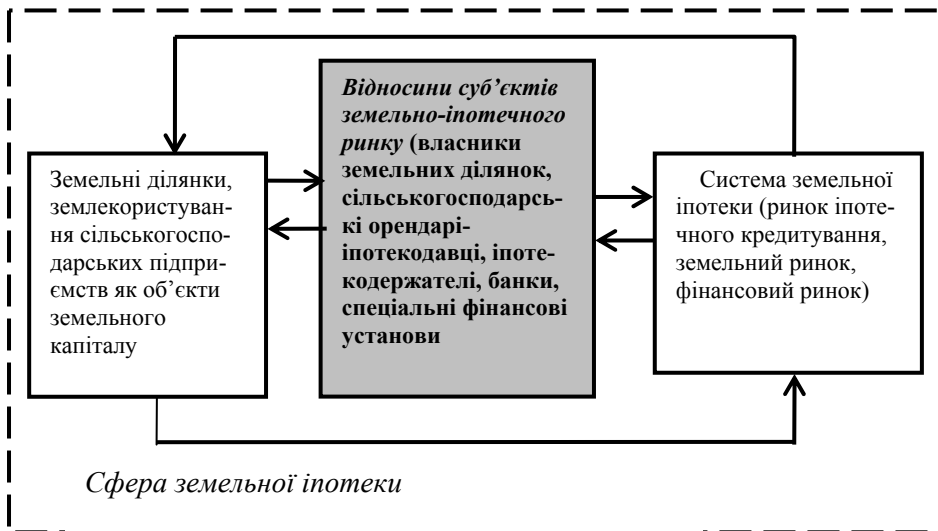 Земельні ділянки,
землекористуван-
ня сільськогоспо-
дарських підпри-
ємств як об’єкти
земельного
капіталу
Відносини суб’єктів
земельно-іпотечного
ринку (власники
земельних ділянок,
сільськогосподарсь-
кі орендарі-
іпотекодавці, іпоте-
кодержателі, банки,
спеціальні фінансові
установи
Система земельної
іпотеки (ринок іпоте-
чного кредитування,
земельний ринок,
фінансовий ринок)
Сфера земельної іпотеки